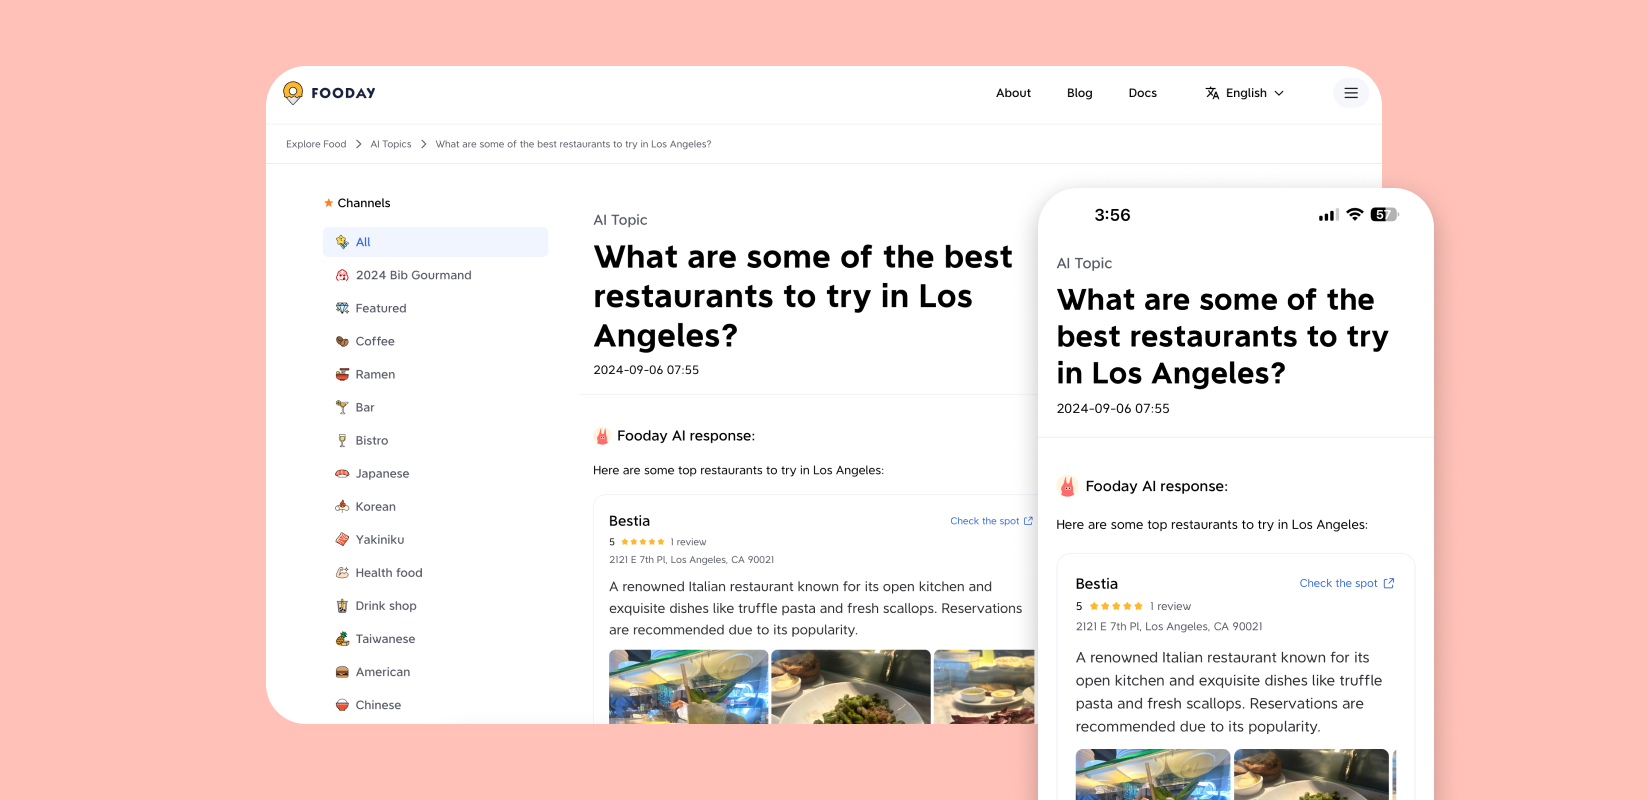 FOODAY
About
Blog
Docs
English
Explore Food
AI Topics
What are some of the best restaurants to try in Los Angeles?
Channels
All
2024 Bib Gourmand
Featured
Coffee
Ramen
Bar
Bistro
Japanese
Korean
Yakiniku
Health food
Drink shop
Taiwanese
American
Chinese
AI Topic
What are some of the best
restaurants to try in Los
Angeles?
2024-09-06 07:55
Fooday AI response:
Here are some top restaurants to try in Los Angeles:
Bestia
Check the spot
5
1 review
2121 E 7th Pl, Los Angeles, CA 90021
A renowned Italian restaurant known for its open kitchen and
exquisite dishes like truffle pasta and fresh scallops. Reservations
are recommended due to its popularity.
3:56
57
AI Topic
What are some of the
best restaurants to try
in Los Angeles?
2024-09-06 07:55
Fooday AI response:
Here are some top restaurants to try in Los Angeles:
Bestia
Check the spot
5
1 review
2121 E 7th Pl, Los Angeles, CA 90021
A renowned Italian restaurant known for its
open kitchen and exquisite dishes like truffle
pasta and fresh scallops. Reservations are
recommended due to its popularity.